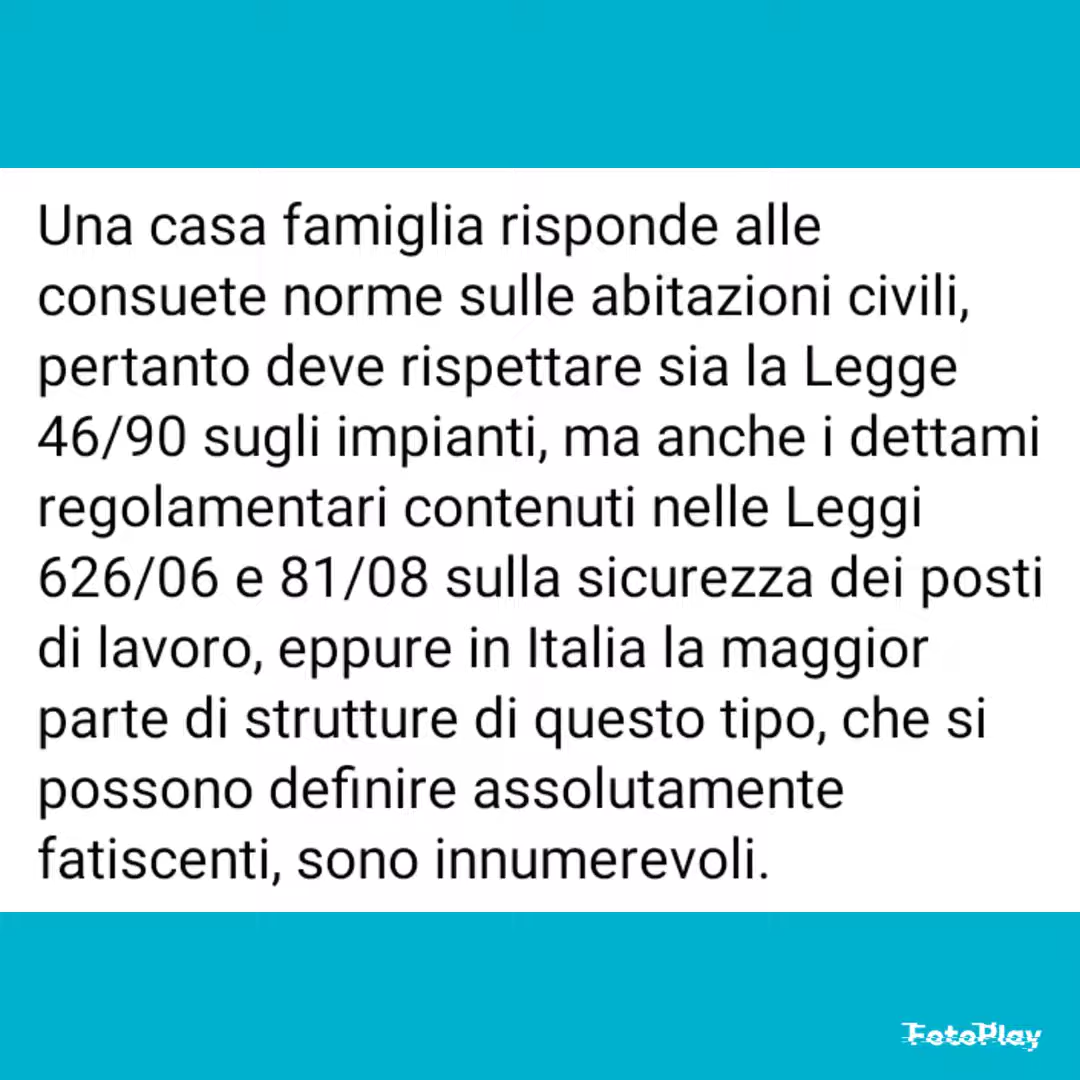 Una casa famiglia risponde alle
consuete norme sulle abitazioni civili,
pertanto deve rispettare sia la Legge
46/90 sugli impianti, ma anche i dettami
regolamentari contenuti nelle Leggi
626/06 e 81/08 sulla sicurezza dei posti
di lavoro, eppure in Italia la maggior
parte di strutture di questo tipo, che si
possono definire assolutamente
fatiscenti, sono innumerevoli.
FotoPlay